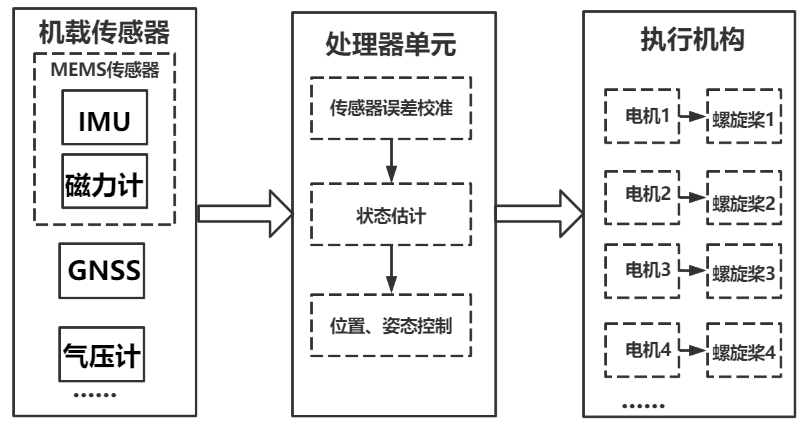 机载传感器
MEMS传感器
IMU
磁力计
GNSS
气压计
……
处理器单元
传感器误差校准
状态估计
位置、姿态控制
执行机构
电机1
螺旋桨1
电机2
螺旋桨2
电机3
螺旋桨3
电机4
螺旋桨4
……